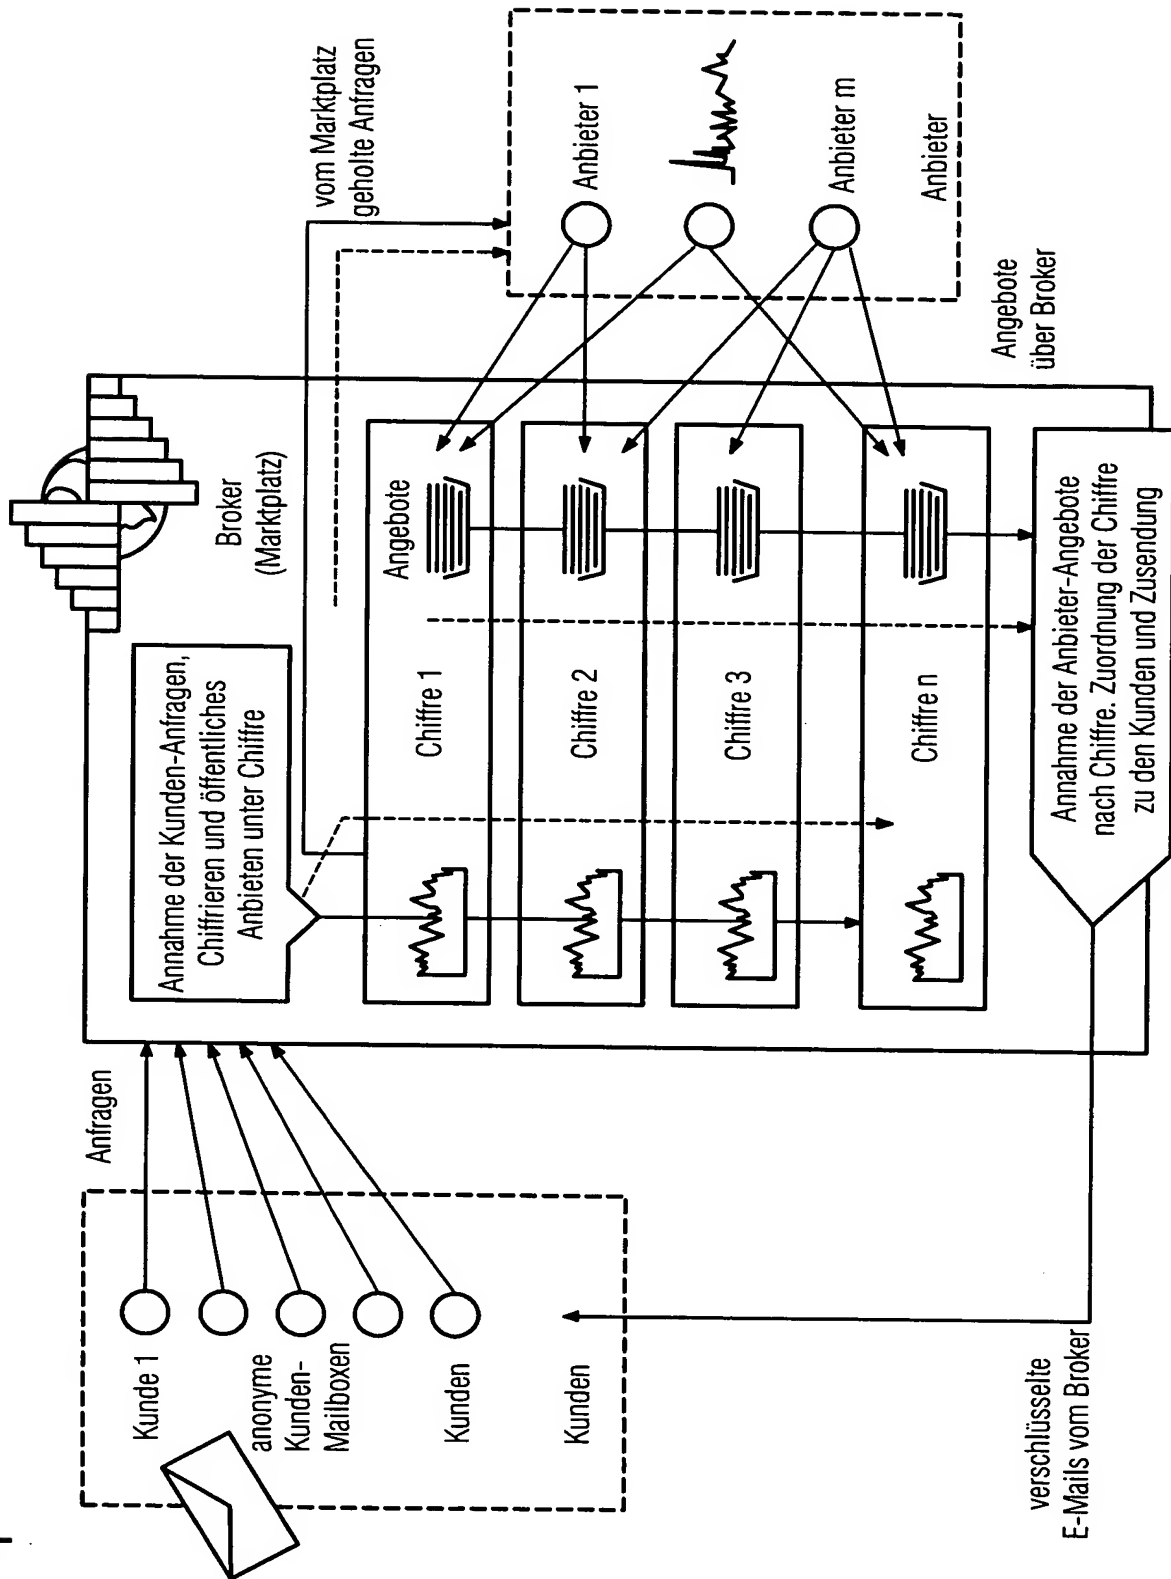 Kunde 1
anonyme
Kunden-
Mailboxen
Kunden
Kunden
verschlüsselte
E-Mails vom Broker
Anfragen
Annahme der Kunden-Anfragen,
Chiffrieren und öffentliches
Anbieten unter Chiffre
Broker
(Marktplatz)
Angebote
Chiffre 1
Chiffre 2
Chiffre 3
Chiffre n
Annahme der Anbieter-Angebote
nach Chiffre. Zuordnung der Chiffre
zu den Kunden und Zusendung
vom Marktplatz
geholte Anfragen
Anbieter 1
Anbieter m
Anbieter
Angebote
über Broker